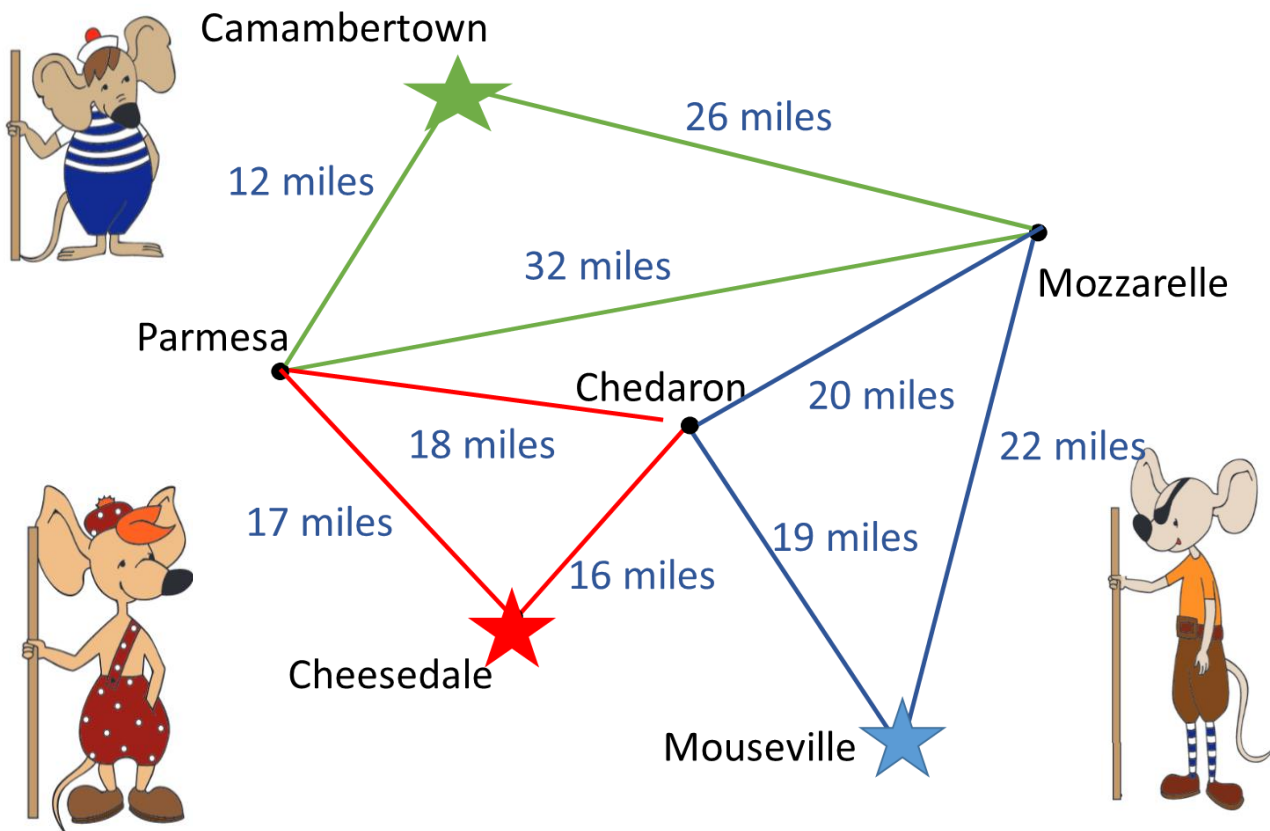 Camambertown
26 miles
12 miles
32 miles
Mozzarelle
Parmesa
Chedaron
20 miles
18 miles
22 miles
17 miles
19 miles
16 miles
Cheesedale
Mouseville